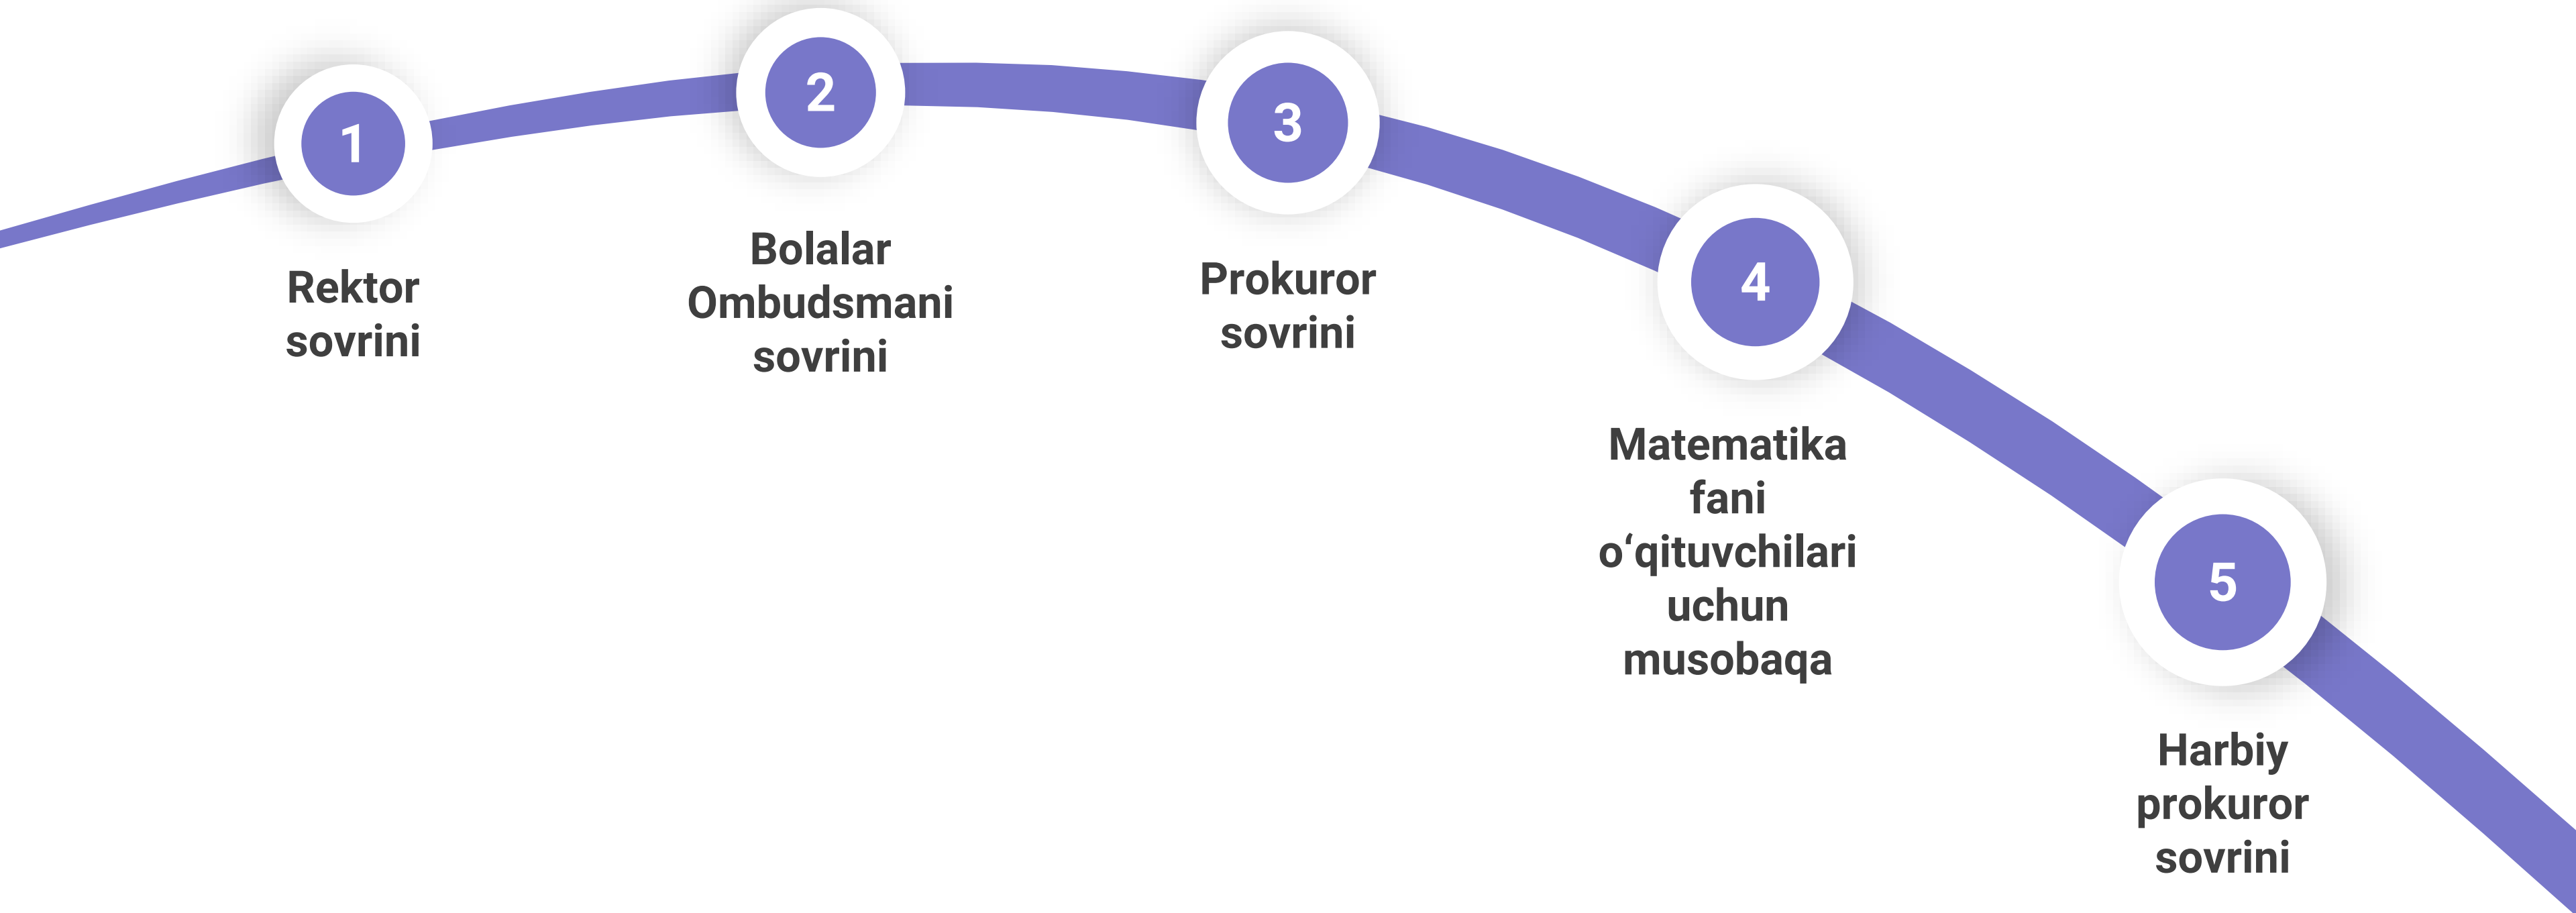 1
Rektor
sovrini
2
Bolalar
Ombudsmani
sovrini
3
Prokuror
sovrini
4
Matematika
fani
o‘qituvchilari
uchun
musobaqa
5
Harbiy
prokuror
sovrini